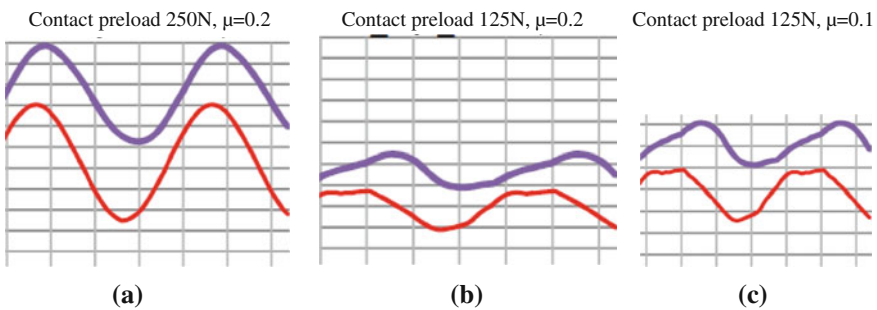 Contact preload 250N, μ=0.2
Contact preload 125N, μ=0.2
Contact preload 125N, μ=0.1
(a)
(b)
(c)